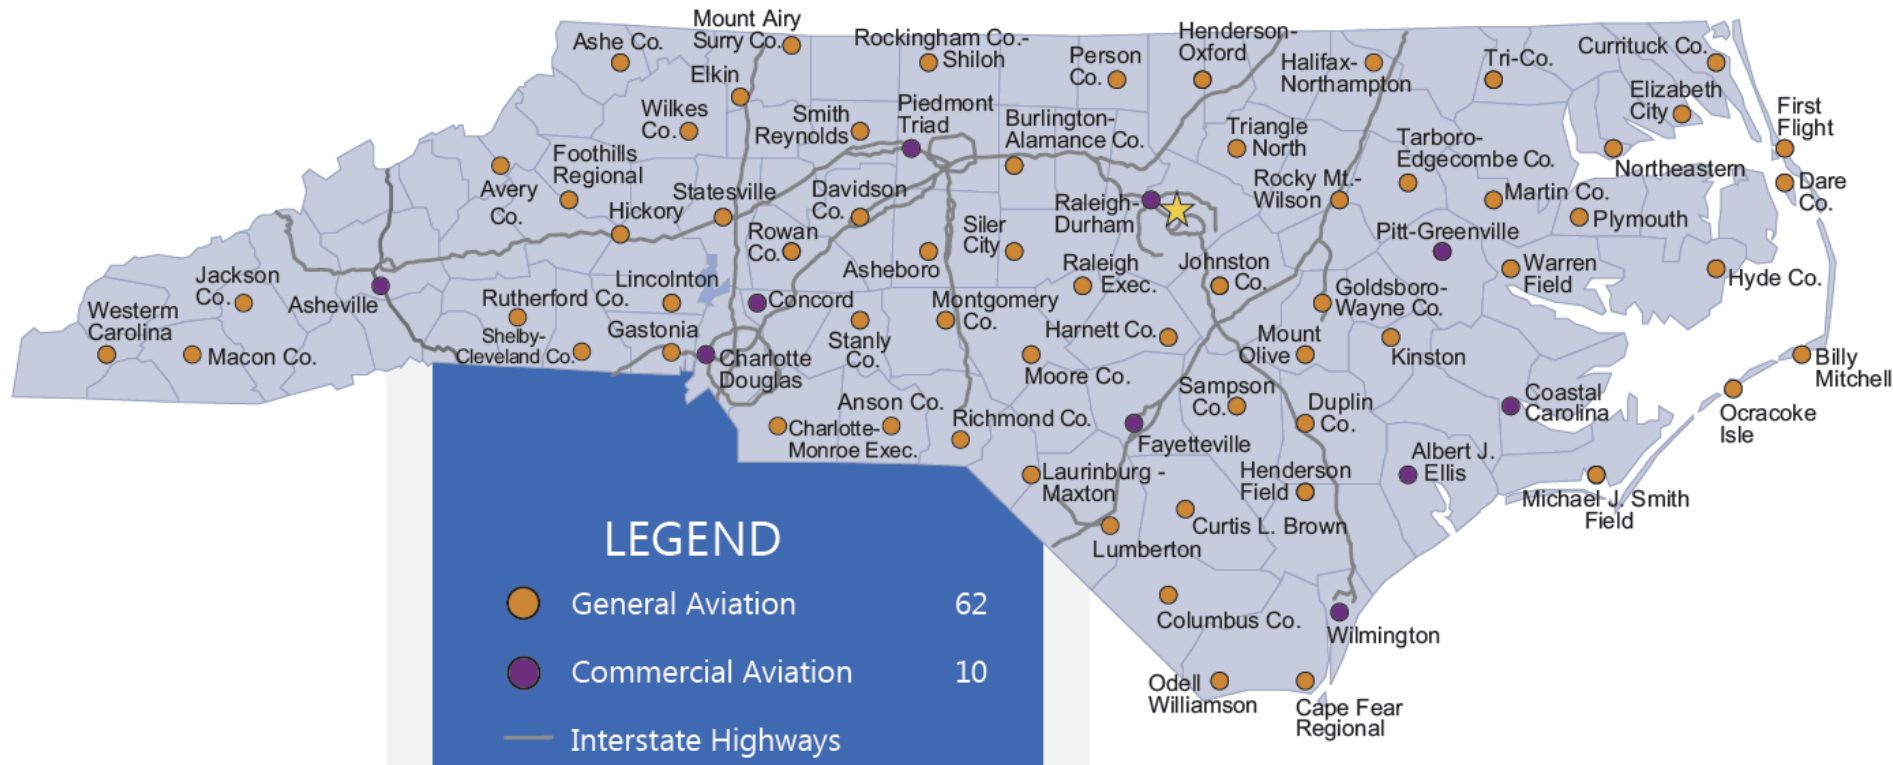 Mount Airy
Surry Co.
Ashe Co.
Rockingham Co.-
Shiloh
Person
Co.
Henderson-
Oxford
Halifax-
Northampton
Tri-Co.
Currituck Co.
Elkin
Wilkes
Co.
Smith
Reynolds
Piedmont
Triad
Burlington-
Alamance Co.
Triangle
North
Tarboro-
Edgecombe Co.
Elizabeth
City
First
Flight
Northeastern
Dare
Co.
Avery
Co.
Foothills
Regional
Hickory
Statesville
Davidson
Co.
Raleigh-
Durham
Rocky Mt.-
Wilson
Martin Co.
Plymouth
Rowan
Co.
Asheboro
Siler
City
Raleigh
Exec.
Johnston
Co.
Pitt-Greenville
Warren
Field
Hyde Co.
Jackson
Co.
Asheville
Western
Carolina
Macon Co.
Rutherford Co.
Shelby-
Cleveland Co.
Lincolnton
Gastonia
Concord
Charlotte
Douglas
Stanly
Co.
Montgomery
Co.
Harnett Co.
Moore Co.
Goldsboro-
Wayne Co.
Mount
Olive
Kinston
Billy
Mitchell
Ocracoke
Isle
Charlotte-
Monroe Exec.
Anson Co.
Richmond Co.
Sampson
Co.
Fayetteville
Duplin
Co.
Coastal
Carolina
Albert J.
Ellis
Michael J. Smith
Field
Laurinburg -
Maxton
Lumberton
Henderson
Field
Curtis L. Brown
Columbus Co.
Wilmington
Odell
Williamson
Cape Fear
Regional
LEGEND
General Aviation 62
Commercial Aviation 10
Interstate Highways